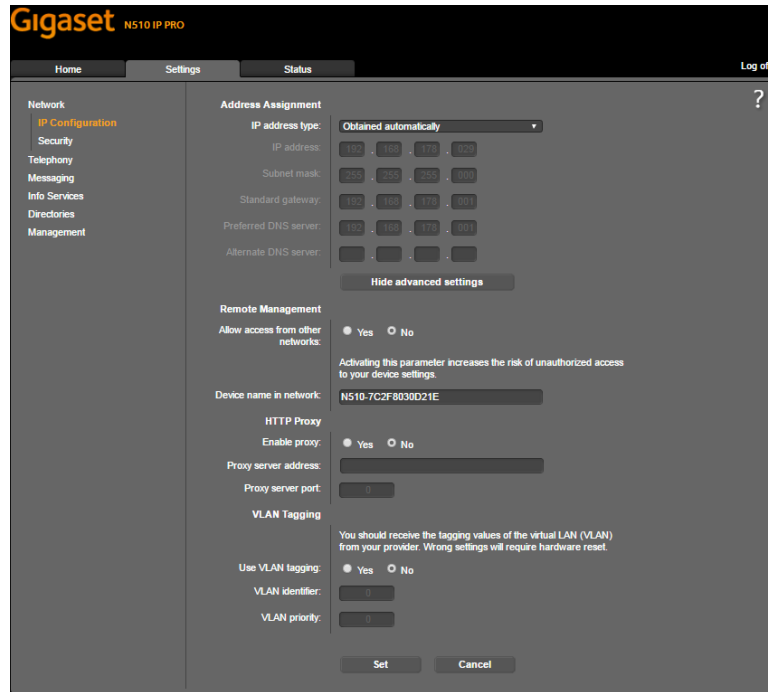 Gigaset N510 IP PRO
Home Settings Status Log of
?
Network
IP Configuration
Security
Telephony
Messaging
Info Services
Directories
Management
Address Assignment
IP address type: Obtained automatically
IP address: 192 . 168 . 178 . 029
Subnet mask: 255 . 255 . 255 . 000
Standard gateway: 192 . 168 . 178 . 001
Preferred DNS server: 192 . 168 . 178 . 001
Alternate DNS server: . . .
Hide advanced settings
Remote Management
Allow access from other
networks: Yes No
Activating this parameter increases the risk of unauthorized access
to your device settings.
Device name in network: N510-7C2F8030D21E
HTTP Proxy
Enable proxy: Yes No
Proxy server address:
Proxy server port: 0
VLAN Tagging
You should receive the tagging values of the virtual LAN (VLAN)
from your provider. Wrong settings will require hardware reset.
Use VLAN tagging: Yes No
VLAN identifier: 0
VLAN priority: 0
Set Cancel